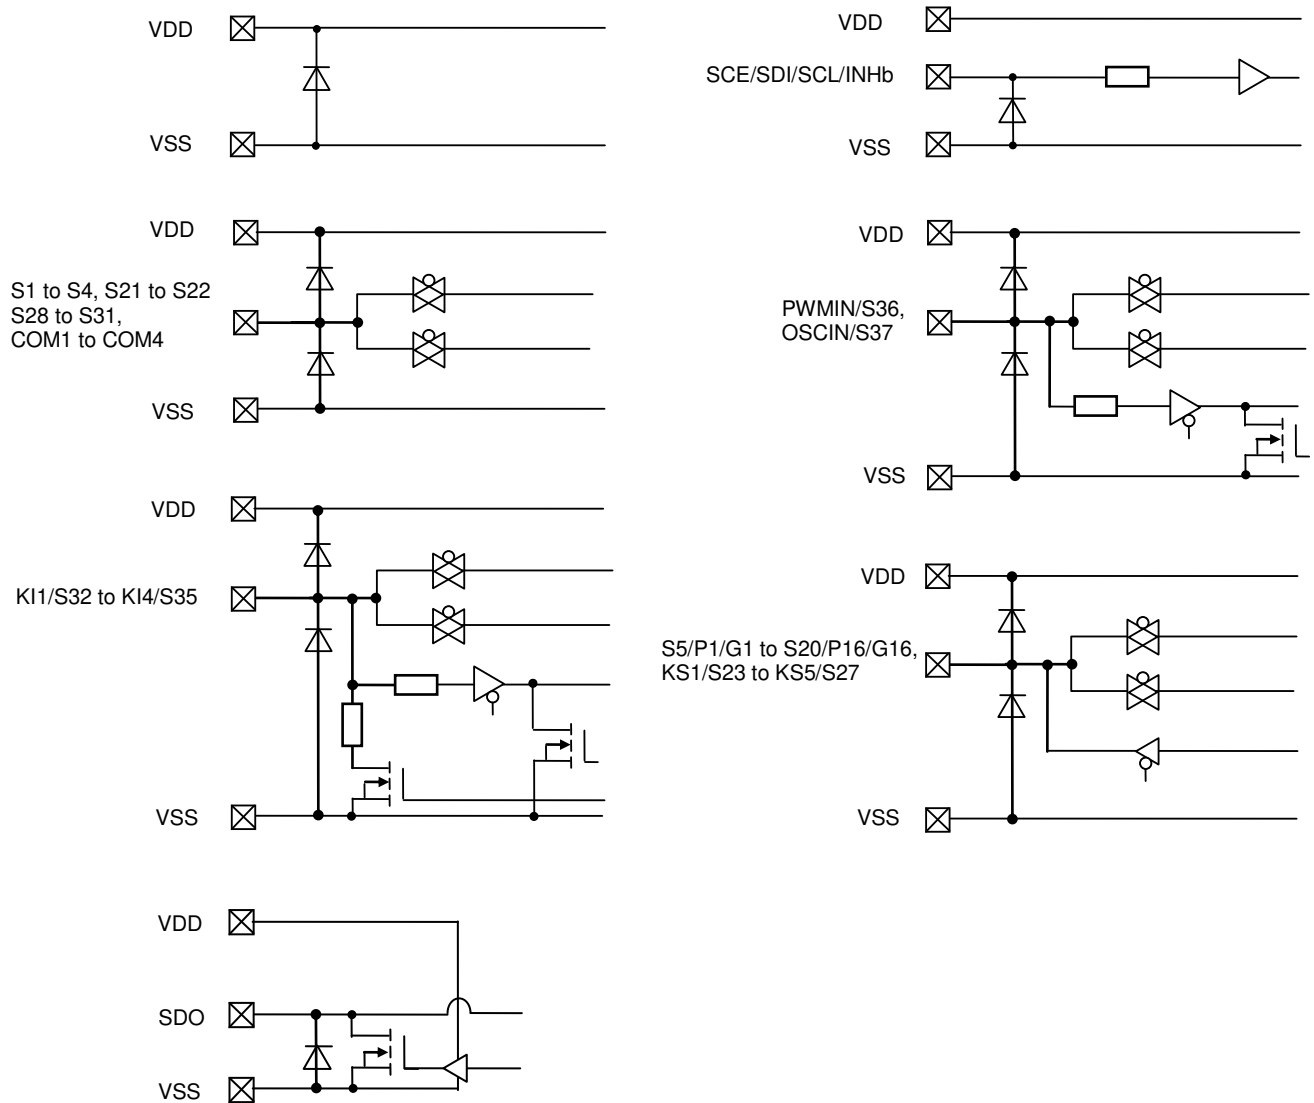 VDD
VSS
VDD
SCE/SDI/SCL/INHb
VSS
VDD
S1 to S4, S21 to S22
S28 to S31,
COM1 to COM4
VSS
VDD
PWMIN/S36,
OSCIN/S37
VSS
VDD
KI1/S32 to KI4/S35
VSS
VDD
S5/P1/G1 to S20/P16/G16,
KS1/S23 to KS5/S27
VSS
VDD
SDO
VSS